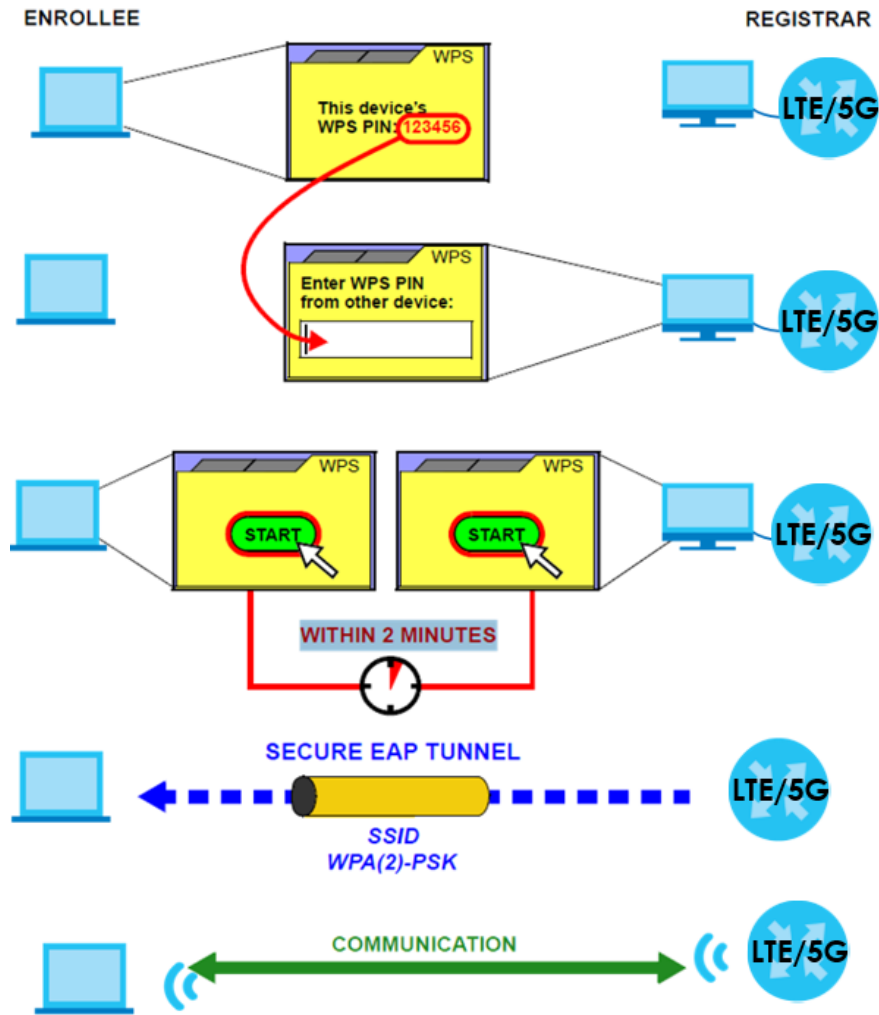 ENROLLEE
REGISTRAR
WPS
This device's
WPS PIN: 123456
LTE/5G
WPS
Enter WPS PIN
from other device:
LTE/5G
WPS
WPS
START
START
LTE/5G
WITHIN 2 MINUTES
SECURE EAP TUNNEL
LTE/5G
SSID
WPA(2)-PSK
COMMUNICATION
LTE/5G